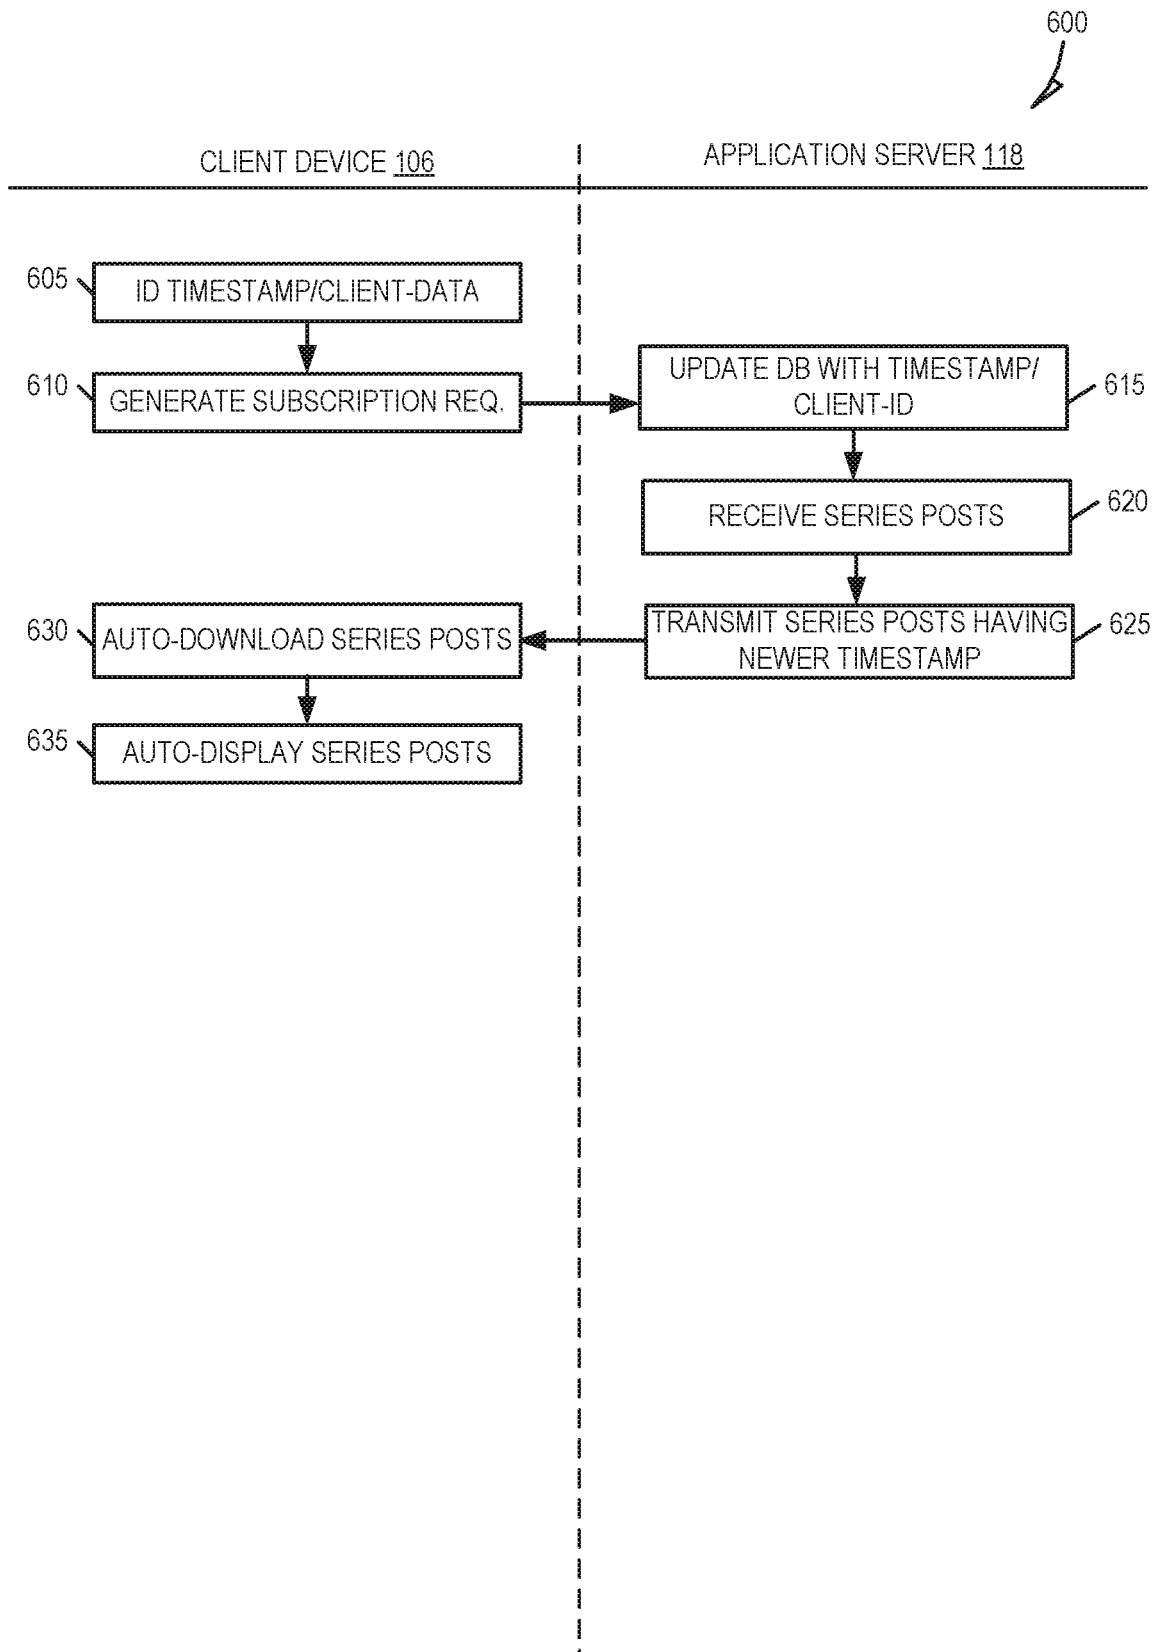 600
CLIENT DEVICE 106
APPLICATION SERVER 118
605
ID TIMESTAMP/CLIENT-DATA
610
GENERATE SUBSCRIPTION REQ.
UPDATE DB WITH TIMESTAMP/
CLIENT-ID
615
RECEIVE SERIES POSTS
620
630
AUTO-DOWNLOAD SERIES POSTS
TRANSMIT SERIES POSTS HAVING
NEWER TIMESTAMP
625
635
AUTO-DISPLAY SERIES POSTS